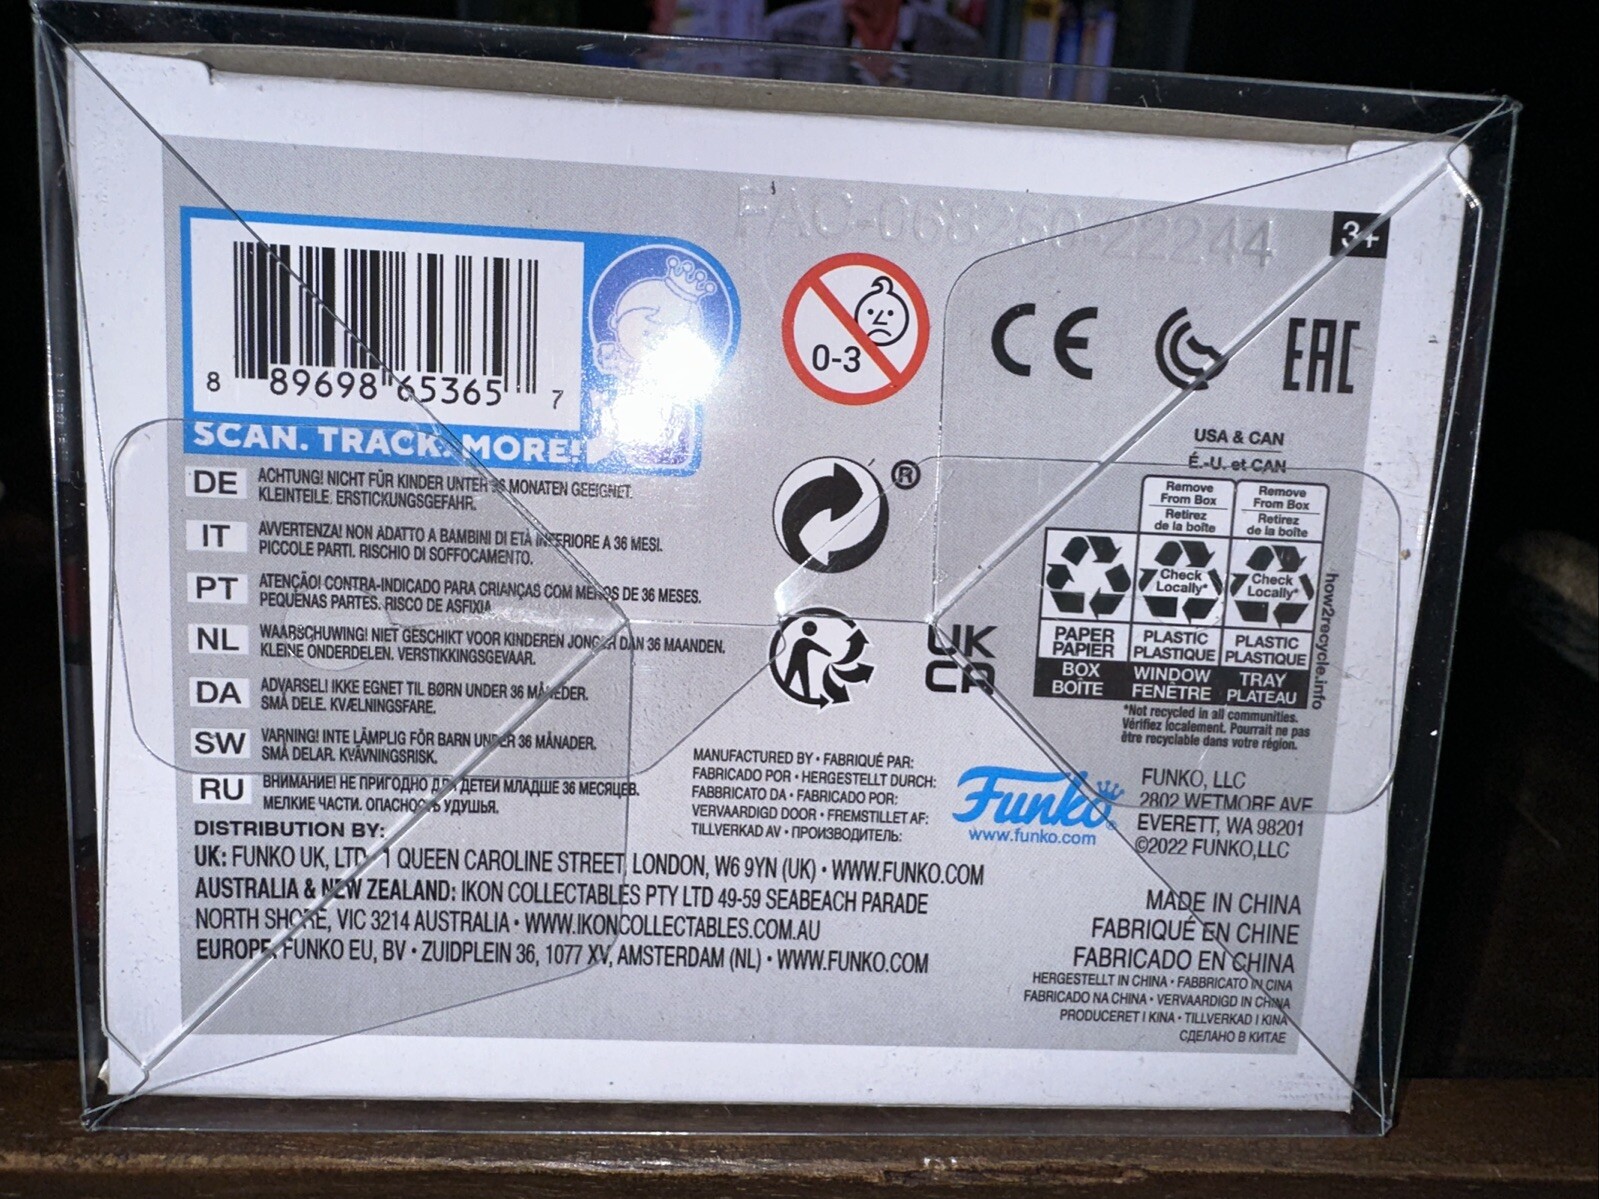 FAC-068260-22244
3+
8 89698 65365 7
SCAN. TRACK. MORE!
0-3
CE
EAC
DE ACHTUNG! NICHT FÜR KINDER UNTER 36 MONATEN GEEIGNET.
KLEINTEILE. ERSTICKUNGSGEFAHR.
IT AVVERTENZA! NON ADATTO A BAMBINI DI ETÀ INFERIORE A 36 MESI.
PICCOLE PARTI. RISCHIO DI SOFFOCAMENTO.
PT ATENÇÃO! CONTRA-INDICADO PARA CRIANÇAS COM MENOS DE 36 MESES.
PEQUENAS PARTES. RISCO DE ASFIXIA
NL WAARSCHUWING! NIET GESCHIKT VOOR KINDEREN JONGER DAN 36 MAANDEN.
KLEINE ONDERDELEN. VERSTIKKINGSGEVAAR.
DA ADVARSEL! IKKE EGNET TIL BØRN UNDER 36 MÅNEDER.
SMÅ DELE. KVÆLNINGSFARE.
SW VARNING! INTE LÄMPLIG FÖR BARN UNDER 36 MÅNADER.
SMÅ DELAR. KVÄVNINGSRISK.
RU ВНИМАНИЕ! НЕ ПРИГОДНО ДЛЯ ДЕТЕЙ МЛАДШЕ 36 МЕСЯЦЕВ.
МЕЛКИЕ ЧАСТИ. ОПАСНОСТЬ УДУШЬЯ.
®
UK
CA
USA & CAN
É.-U. et CAN
Remove From Box
Retirez de la boîte
Remove From Box
Retirez de la boîte
Check Locally*
Check Locally*
PAPER PAPIER
PLASTIC PLASTIQUE
PLASTIC PLASTIQUE
BOX BOÎTE
WINDOW FENÊTRE
TRAY PLATEAU
how2recycle.info
*Not recycled in all communities.
Vérifiez localement. Pourrait ne pas
être recyclable dans votre région.
MANUFACTURED BY • FABRIQUÉ PAR:
FABRICADO POR • HERGESTELLT DURCH:
FABBRICATO DA • FABRICADO POR:
VERVAARDIGD DOOR • FREMSTILLET AF:
TILLVERKAD AV • ПРОИЗВОДИТЕЛЬ:
Funko®
www.funko.com
FUNKO, LLC
2802 WETMORE AVE
EVERETT, WA 98201
©2022 FUNKO,LLC
DISTRIBUTION BY:
UK: FUNKO UK, LTD • 1 QUEEN CAROLINE STREET, LONDON, W6 9YN (UK) • WWW.FUNKO.COM
AUSTRALIA & NEW ZEALAND: IKON COLLECTABLES PTY LTD 49-59 SEABEACH PARADE
NORTH SHORE, VIC 3214 AUSTRALIA • WWW.IKONCOLLECTABLES.COM.AU
EUROPE: FUNKO EU, BV • ZUIDPLEIN 36, 1077 XV, AMSTERDAM (NL) • WWW.FUNKO.COM
MADE IN CHINA
FABRIQUÉ EN CHINE
FABRICADO EN CHINA
HERGESTELLT IN CHINA • FABBRICATO IN CINA
FABRICADO NA CHINA • VERVAARDIGD IN CHINA
PRODUCERET I KINA • TILLVERKAD I KINA
СДЕЛАНО В КИТАЕ